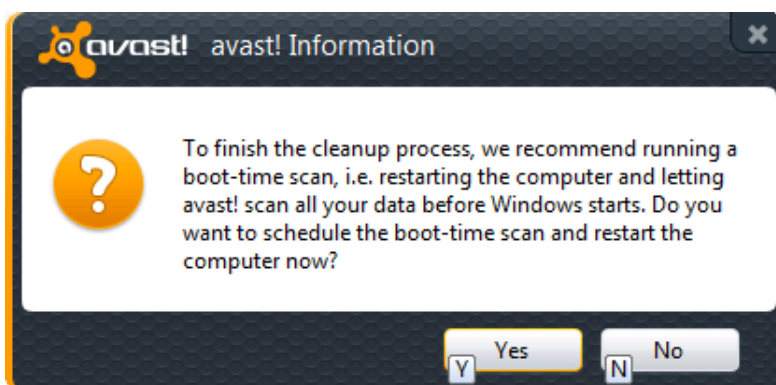 avast! avast! Information
?
To finish the cleanup process, we recommend running a
boot-time scan, i.e. restarting the computer and letting
avast! scan all your data before Windows starts. Do you
want to schedule the boot-time scan and restart the
computer now?
Yes No
Y N